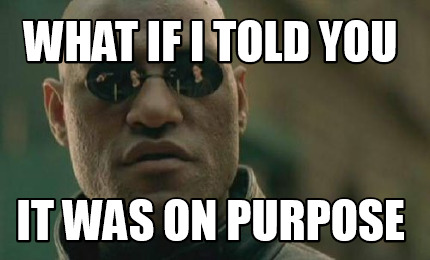 WHAT IF I TOLD YOU
IT WAS ON PURPOSE